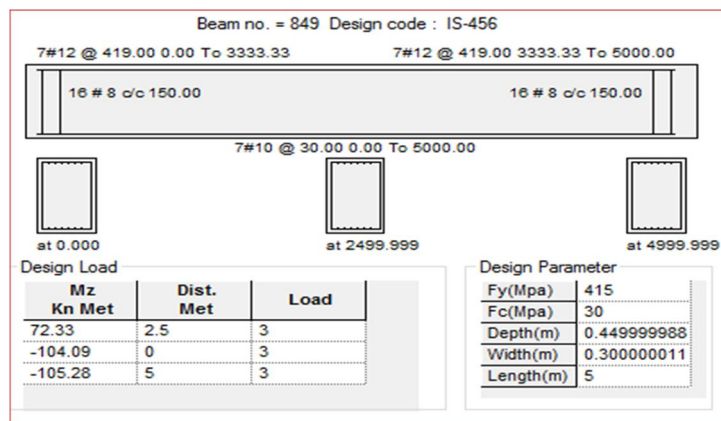 Beam no. = 849 Design code : IS-456
7#12 @ 419.00 0.00 To 3333.33 7#12 @ 419.00 3333.33 To 5000.00
16 # 8 c/c 150.00 16 # 8 c/c 150.00
7#10 @ 30.00 0.00 To 5000.00
at 0.000 at 2499.999 at 4999.999
Design Load Design Parameter
Mz Dist. Load
Kn Met Met
72.33 2.5 3
-104.09 0 3
-105.28 5 3
Fy(Mpa) 415
Fc(Mpa) 30
Depth(m) 0.449999988
Width(m) 0.300000011
Length(m) 5